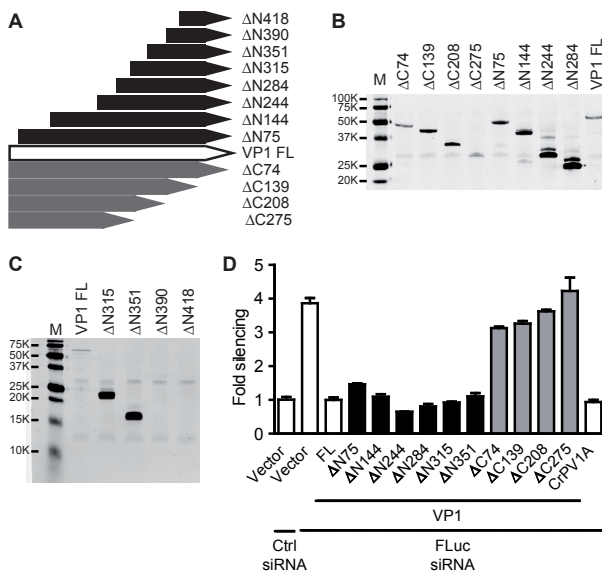 A
ΔN418
ΔN390
ΔN351
ΔN315
ΔN284
ΔN244
ΔN144
ΔN75
VP1 FL
ΔC74
ΔC139
ΔC208
ΔC275
B
M
ΔC74
ΔC139
ΔC208
ΔC275
ΔN75
ΔN144
ΔN244
ΔN284
VP1 FL
100K
75K
50K
37K
25K
20K
C
M
VP1 FL
ΔN315
ΔN351
ΔN390
ΔN418
75K
50K
37K
25K
20K
15K
10K
D
Fold silencing
5
4
3
2
1
0
Vector
Vector
FL
ΔN75
ΔN144
ΔN244
ΔN284
ΔN315
ΔN351
ΔC74
ΔC139
ΔC208
ΔC275
CrPV1A
VP1
Ctrl
siRNA
FLuc
siRNA